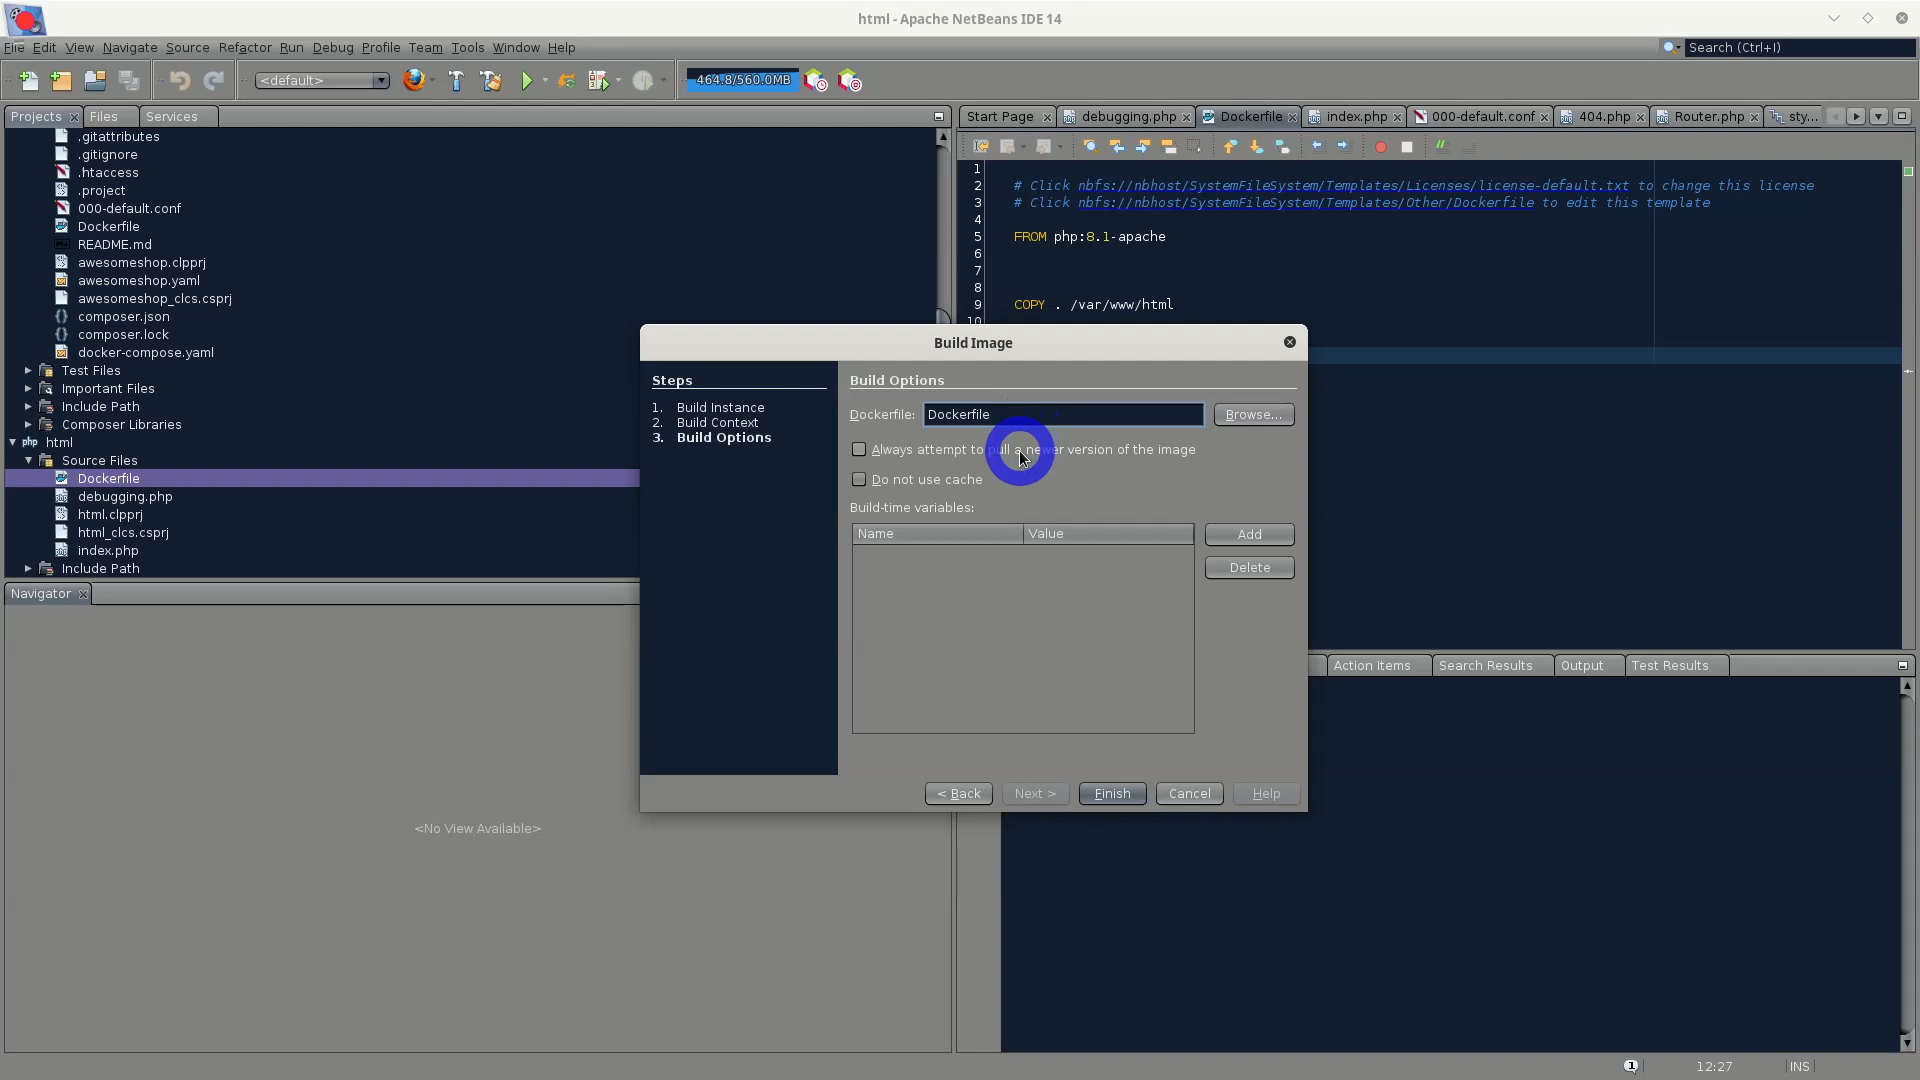 html - Apache NetBeans IDE 14
File Edit View Navigate Source Refactor Run Debug Profile Team Tools Window Help
Search (Ctrl+I)
<default>
464.8/560.0MB
Projects Files Services
.gitattributes
.gitignore
.htaccess
.project
000-default.conf
Dockerfile
README.md
awesomeshop.clpprj
awesomeshop.yaml
awesomeshop_clcs.csprj
composer.json
composer.lock
docker-compose.yaml
Test Files
Important Files
Include Path
Composer Libraries
php html
Source Files
Dockerfile
debugging.php
html.clpprj
html_clcs.csprj
index.php
Include Path
Navigator
<No View Available>
Start Page debugging.php Dockerfile index.php 000-default.conf 404.php Router.php sty...
1
2 # Click nbfs://nbhost/SystemFileSystem/Templates/Licenses/license-default.txt to change this license
3 # Click nbfs://nbhost/SystemFileSystem/Templates/Other/Dockerfile to edit this template
4
5 FROM php:8.1-apache
6
7
8
9 COPY . /var/www/html
10
Build Image
Steps
1. Build Instance
2. Build Context
3. Build Options
Build Options
Dockerfile: Dockerfile Browse...
Always attempt to pull a newer version of the image
Do not use cache
Build-time variables:
Name Value
Add
Delete
< Back Next > Finish Cancel Help
Action Items Search Results Output Test Results
1 12:27 INS